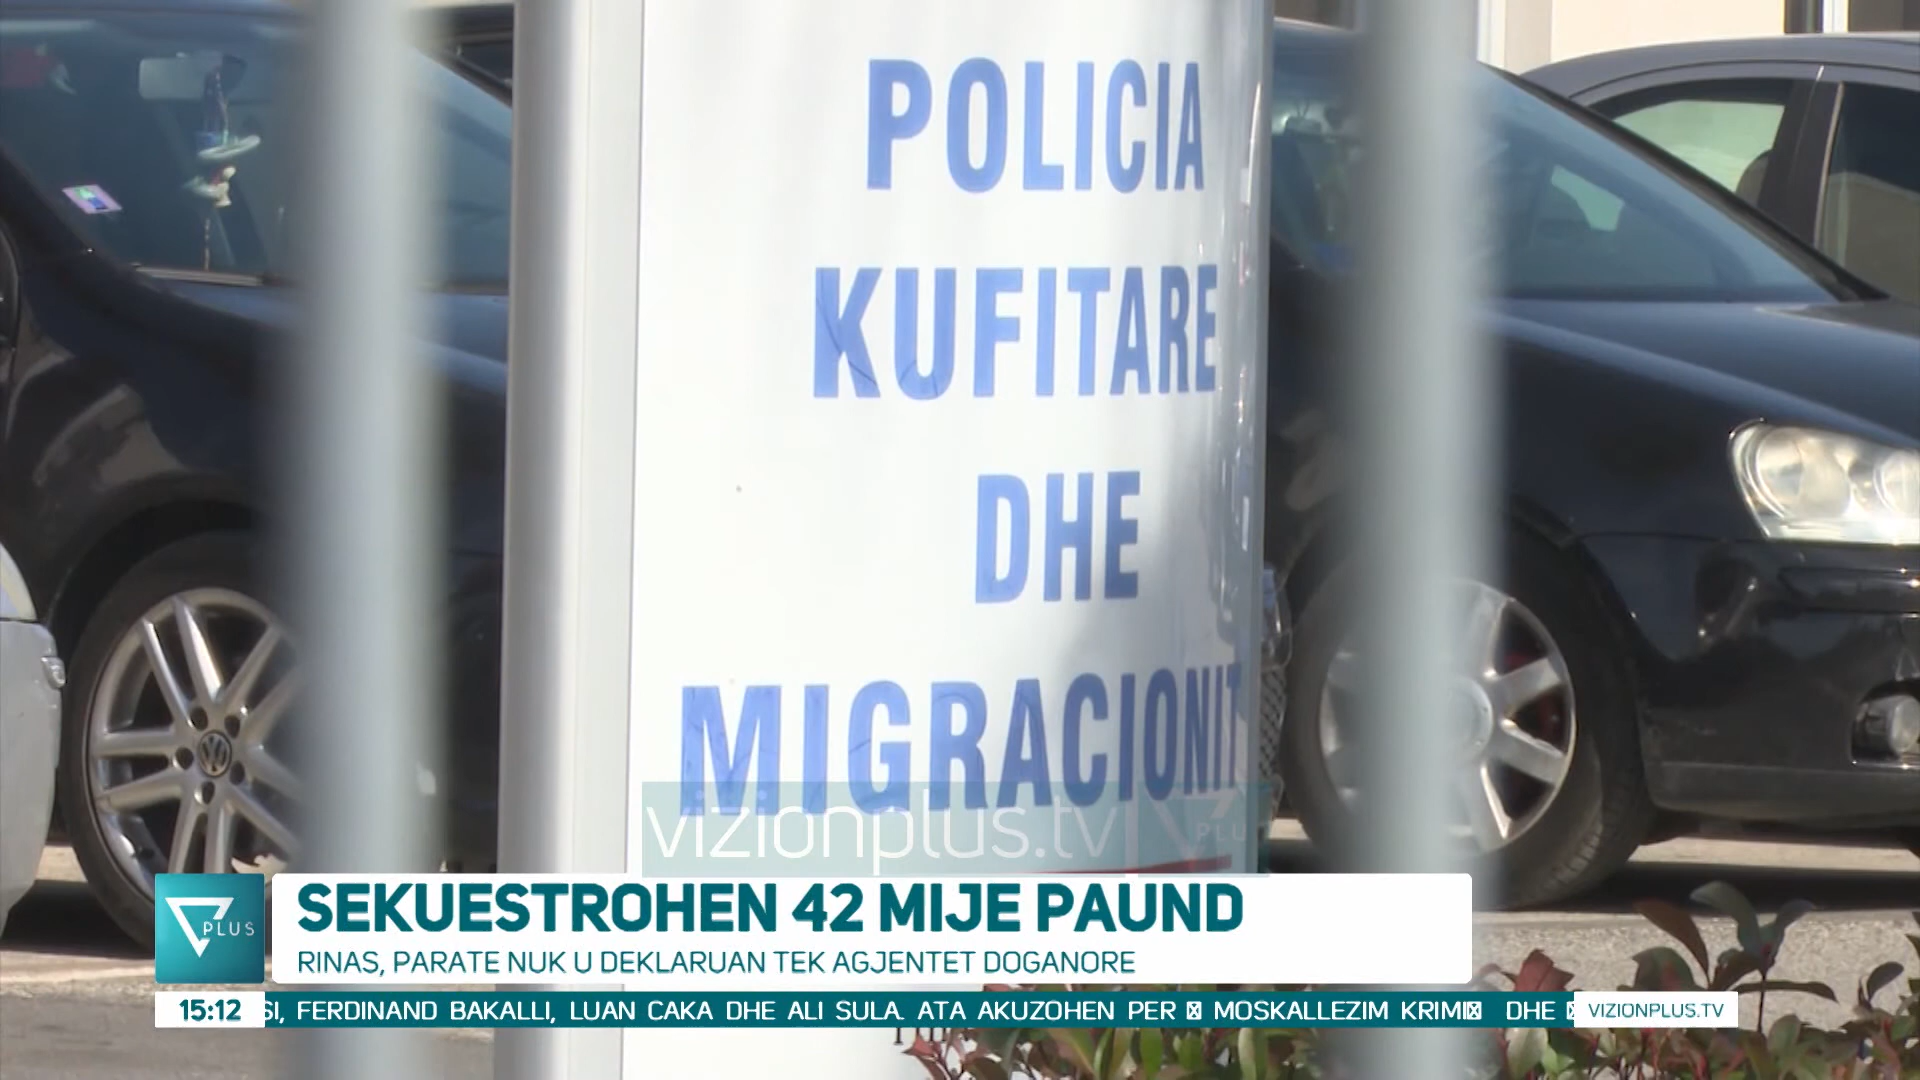 POLICIA
KUFITARE
DHE
MIGRACIONIT
vizionplus.tv
PLUS
SEKUESTROHEN 42 MIJE PAUND
RINAS, PARATE NUK U DEKLARUAN TEK AGJENTET DOGANORE
15:12
SI, FERDINAND BAKALLI, LUAN CAKA DHE ALI SULA. ATA AKUZOHEN PER MOSKALLEZIM KRIMI DHE
VIZIONPLUS.TV